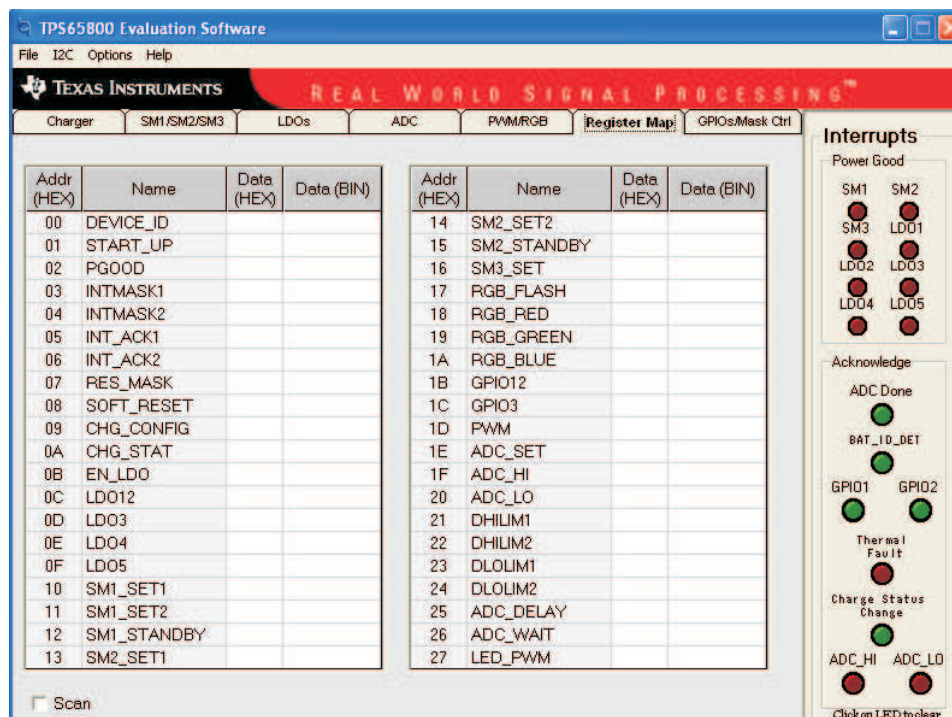 TPS65800 Evaluation Software
File I2C Options Help
TEXAS INSTRUMENTS
REAL WORLD SIGNAL PROCESSING™
Charger SM1/SM2/SM3 LDOs ADC PWM/RGB Register Map GPIOs/Mask Ctrl
Addr (HEX) Name Data (HEX) Data (BIN)
00 DEVICE_ID
01 START_UP
02 PGOOD
03 INTMASK1
04 INTMASK2
05 INT_ACK1
06 INT_ACK2
07 RES_MASK
08 SOFT_RESET
09 CHG_CONFIG
0A CHG_STAT
0B EN_LDO
0C LDO12
0D LDO3
0E LDO4
0F LDO5
10 SM1_SET1
11 SM1_SET2
12 SM1_STANDBY
13 SM2_SET1
Addr (HEX) Name Data (HEX) Data (BIN)
14 SM2_SET2
15 SM2_STANDBY
16 SM3_SET
17 RGB_FLASH
18 RGB_RED
19 RGB_GREEN
1A RGB_BLUE
1B GPIO12
1C GPIO3
1D PWM
1E ADC_SET
1F ADC_HI
20 ADC_LO
21 DHILIM1
22 DHILIM2
23 DLOLIM1
24 DLOLIM2
25 ADC_DELAY
26 ADC_WAIT
27 LED_PWM
Scan
Interrupts
Power Good
SM1 SM2
SM3 LDO1
LDO2 LDO3
LDO4 LDO5
Acknowledge
ADC Done
BAT_ID_DET
GPIO1 GPIO2
Thermal
Fault
Charge Status
Change
ADC_HI ADC_LO
Click on LED to clear